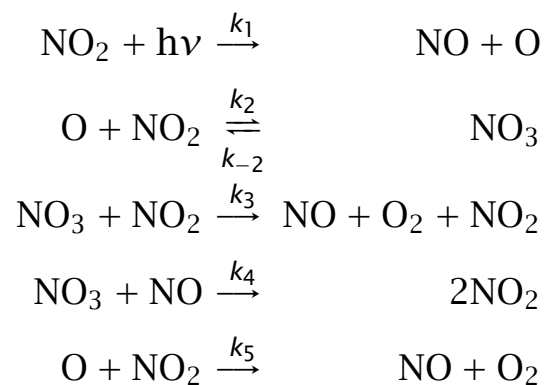 NO₂ + hν k₁⟶ NO + O
O + NO₂ k₂⇌k₋₂ NO₃
NO₃ + NO₂ k₃⟶ NO + O₂ + NO₂
NO₃ + NO k₄⟶ 2NO₂
O + NO₂ k₅⟶ NO + O₂